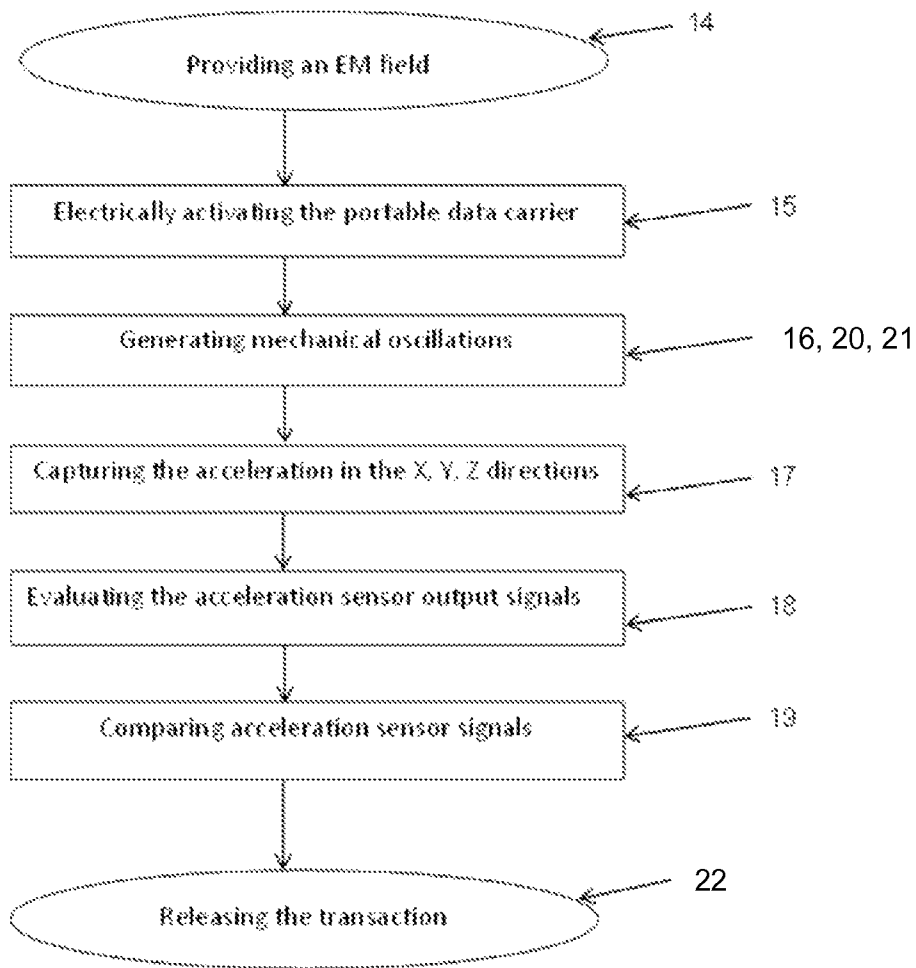 Providing an EM field
14
Electrically activating the portable data carrier
15
Generating mechanical oscillations
16, 20, 21
Capturing the acceleration in the X, Y, Z directions
17
Evaluating the acceleration sensor output signals
18
Comparing acceleration sensor signals
19
Releasing the transaction
22